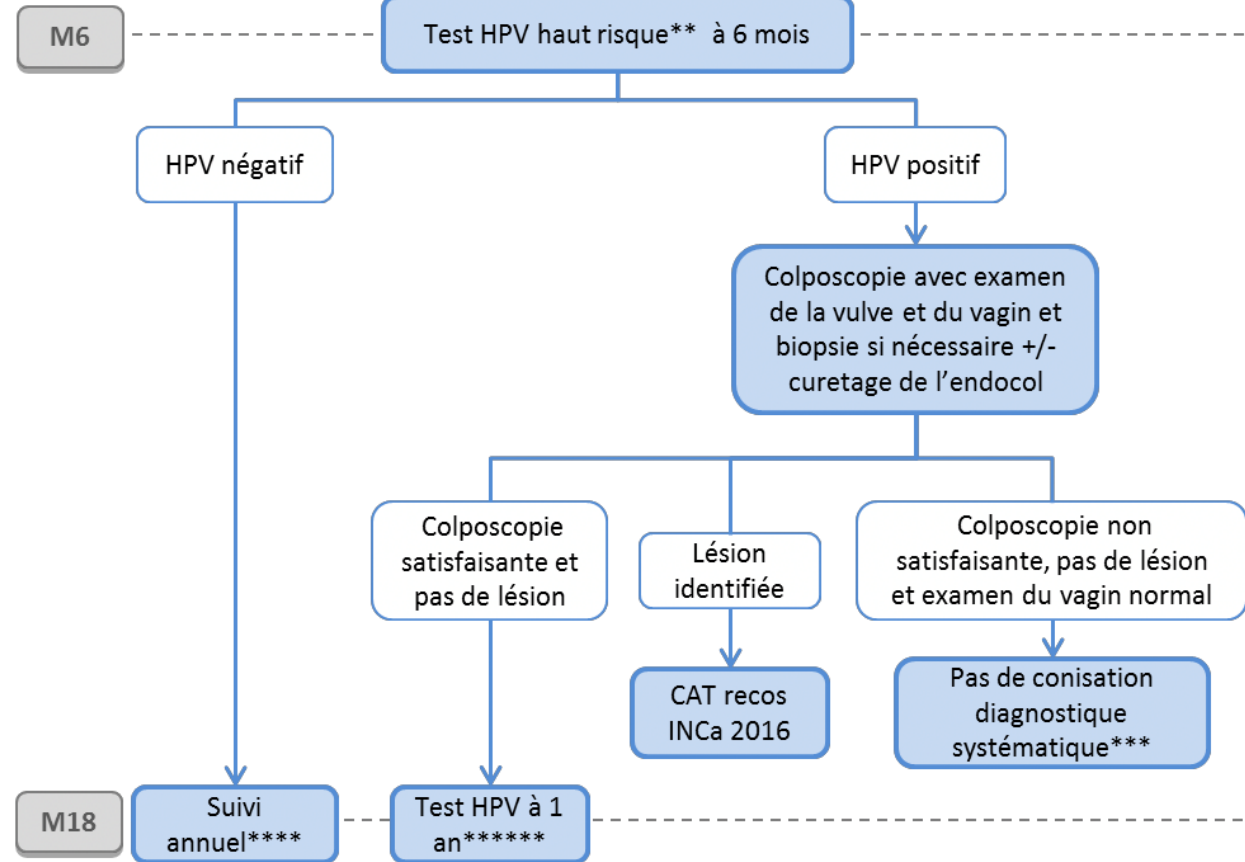 M6
Test HPV haut risque** à 6 mois
HPV négatif
HPV positif
Colposcopie avec examen
de la vulve et du vagin et
biopsie si nécessaire +/-
curetage de l’endocol
Colposcopie
satisfaisante et
pas de lésion
Lésion
identifiée
Colposcopie non
satisfaisante, pas de lésion
et examen du vagin normal
CAT recos
INCa 2016
Pas de conisation
diagnostique
systématique***
M18
Suivi
annuel****
Test HPV à 1
an******